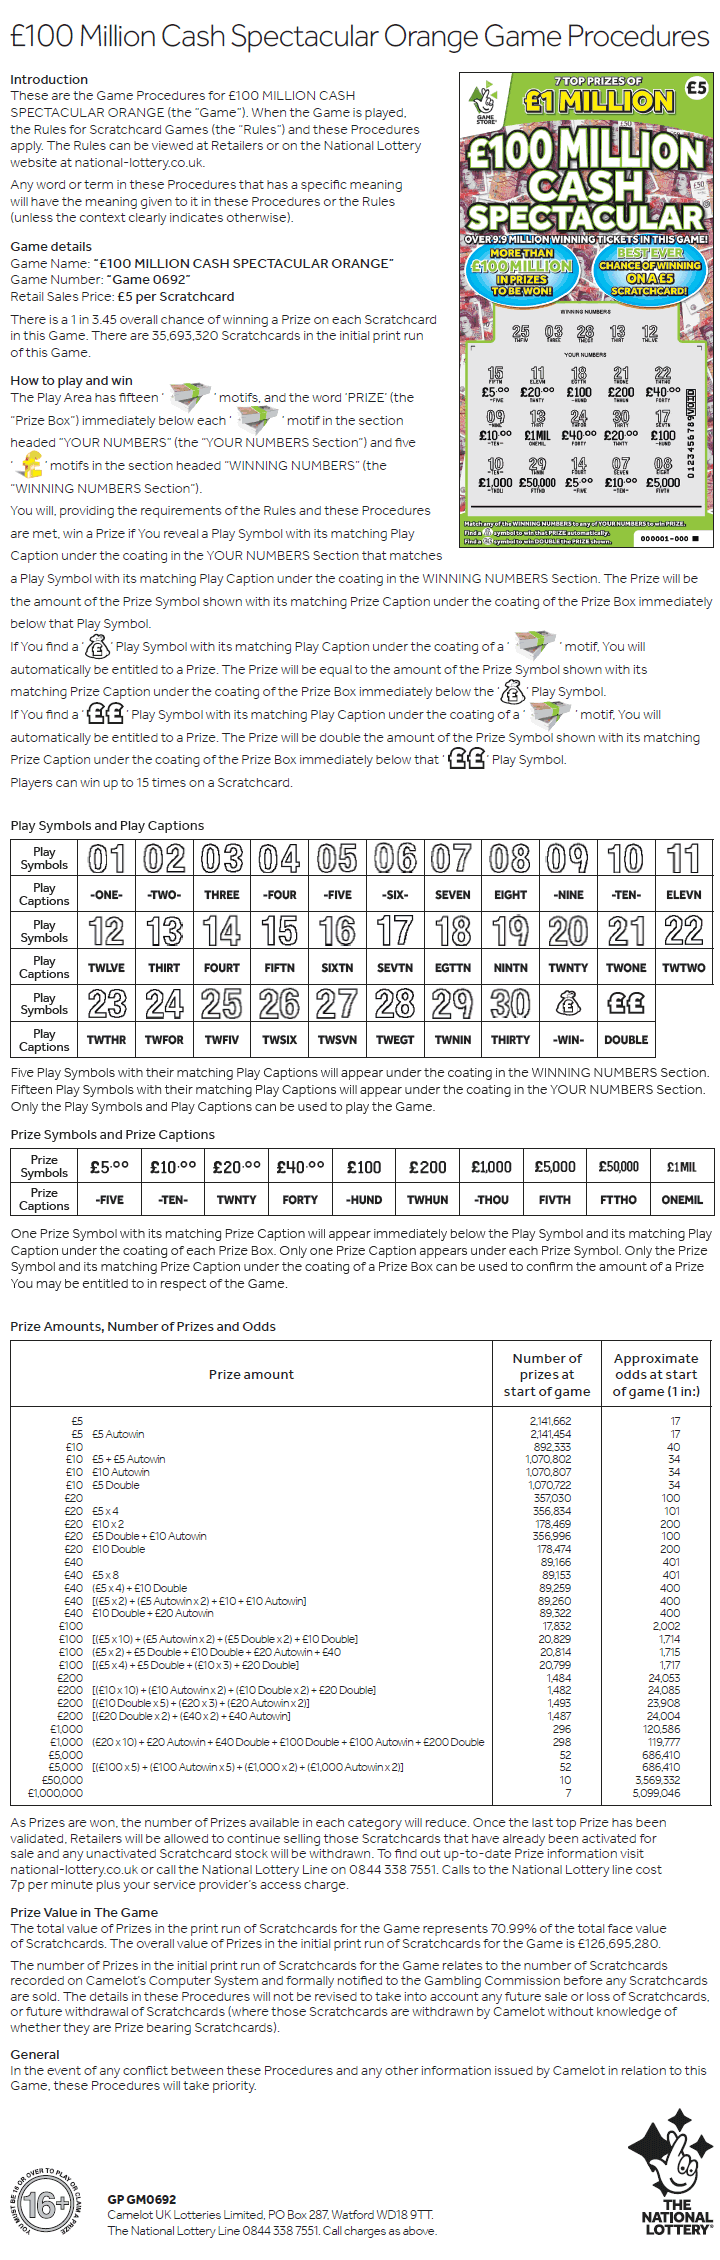 £100 Million Cash Spectacular Orange Game Procedures
Introduction
These are the Game Procedures for £100 MILLION CASH
SPECTACULAR ORANGE (the "Game"). When the Game is played,
the Rules for Scratchcard Games (the "Rules") and these Procedures
apply. The Rules can be viewed at Retailers or on the National Lottery
website at national-lottery.co.uk.
Any word or term in these Procedures that has a specific meaning
will have the meaning given to it in these Procedures or the Rules
(unless the context clearly indicates otherwise).
Game details
Game Name: "£100 MILLION CASH SPECTACULAR ORANGE"
Game Number: "Game 0692"
Retail Sales Price: £5 per Scratchcard
There is a 1 in 3.45 overall chance of winning a Prize on each Scratchcard
in this Game. There are 35,693,320 Scratchcards in the initial print run
of this Game.
7 TOP PRIZES OF
£1 MILLION
£5
GAME
STORE
£100 MILLION
CASH
SPECTACULAR
OVER 9.9 MILLION WINNING TICKETS IN THIS GAME!
MORE THAN
£100 MILLION
IN PRIZES
TO BE WON!
BEST EVER
CHANCE OF WINNING
ON A £5
SCRATCHCARD!
WINNING NUMBERS
25 03 28 13 12
TWFIV THREE TWEGT THIRT TWLVE
YOUR NUMBERS
15 11 18 21 22
FIFTN ELEVN EGTTN TWONE TWTWO
£5.00 £20.00 £100 £200 £40.00
-FIVE TWNTY -HUND TWHUN FORTY
09 13 24 30 17
-NINE THIRT TWFOR THIRTY SEVTN
£10.00 £1MIL £40.00 £20.00 £100
-TEN- ONEMIL FORTY TWNTY -HUND
10 29 14 07 08
-TEN- TWNIN FOURT SEVEN EIGHT
£1,000 £50,000 £5.00 £10.00 £5,000
-THOU FTTHO -FIVE -TEN- FIVTH
Match any of the WINNING NUMBERS to any of YOUR NUMBERS to win PRIZE.
Find a symbol to win that PRIZE automatically.
Find a ££ symbol to win DOUBLE the PRIZE shown.
000001-000
0123456789
How to play and win
The Play Area has fifteen ' ' motifs, and the word 'PRIZE' (the
"Prize Box") immediately below each ' ' motif in the section
headed "YOUR NUMBERS" (the "YOUR NUMBERS Section") and five
'£' motifs in the section headed "WINNING NUMBERS" (the
"WINNING NUMBERS Section").
You will, providing the requirements of the Rules and these Procedures
are met, win a Prize if You reveal a Play Symbol with its matching Play
Caption under the coating in the YOUR NUMBERS Section that matches
a Play Symbol with its matching Play Caption under the coating in the WINNING NUMBERS Section. The Prize will be
the amount of the Prize Symbol shown with its matching Prize Caption under the coating of the Prize Box immediately
below that Play Symbol.
If You find a '£' Play Symbol with its matching Play Caption under the coating of a ' ' motif, You will
automatically be entitled to a Prize. The Prize will be equal to the amount of the Prize Symbol shown with its
matching Prize Caption under the coating of the Prize Box immediately below the '£' Play Symbol.
If You find a '££' Play Symbol with its matching Play Caption under the coating of a ' ' motif, You will
automatically be entitled to a Prize. The Prize will be double the amount of the Prize Symbol shown with its matching
Prize Caption under the coating of the Prize Box immediately below that '££' Play Symbol.
Players can win up to 15 times on a Scratchcard.
Play Symbols and Play Captions
Play Symbols 01 02 03 04 05 06 07 08 09 10 11
Play Captions -ONE- -TWO- THREE -FOUR -FIVE -SIX- SEVEN EIGHT -NINE -TEN- ELEVN
Play Symbols 12 13 14 15 16 17 18 19 20 21 22
Play Captions TWLVE THIRT FOURT FIFTN SIXTN SEVTN EGTTN NINTN TWNTY TWONE TWTWO
Play Symbols 23 24 25 26 27 28 29 30 £ ££
Play Captions TWTHR TWFOR TWFIV TWSIX TWSVN TWEGT TWNIN THIRTY -WIN- DOUBLE
Five Play Symbols with their matching Play Captions will appear under the coating in the WINNING NUMBERS Section.
Fifteen Play Symbols with their matching Play Captions will appear under the coating in the YOUR NUMBERS Section.
Only the Play Symbols and Play Captions can be used to play the Game.
Prize Symbols and Prize Captions
Prize Symbols £5.00 £10.00 £20.00 £40.00 £100 £200 £1,000 £5,000 £50,000 £1MIL
Prize Captions -FIVE -TEN- TWNTY FORTY -HUND TWHUN -THOU FIVTH FTTHO ONEMIL
One Prize Symbol with its matching Prize Caption will appear immediately below the Play Symbol and its matching Play
Caption under the coating of each Prize Box. Only one Prize Caption appears under each Prize Symbol. Only the Prize
Symbol and its matching Prize Caption under the coating of a Prize Box can be used to confirm the amount of a Prize
You may be entitled to in respect of the Game.
Prize Amounts, Number of Prizes and Odds
Prize amount
Number of prizes at start of game
Approximate odds at start of game (1 in:)
£5 2,141,662 17
£5 £5 Autowin 2,141,454 17
£10 892,333 40
£10 £5 + £5 Autowin 1,070,802 34
£10 £10 Autowin 1,070,807 34
£10 £5 Double 1,070,722 34
£20 357,030 100
£20 £5 x 4 356,834 101
£20 £10 x 2 178,469 200
£20 £5 Double + £10 Autowin 356,996 100
£20 £10 Double 178,474 200
£40 89,166 401
£40 £5 x 8 89,153 401
£40 (£5 x 4) + £10 Double 89,259 400
£40 [(£5 x 2) + (£5 Autowin x 2) + £10 + £10 Autowin] 89,260 400
£40 £10 Double + £20 Autowin 89,322 400
£100 17,832 2,002
£100 [(£5 x 10) + (£5 Autowin x 2) + (£5 Double x 2) + £10 Double] 20,829 1,714
£100 (£5 x 2) + £5 Double + £10 Double + £20 Autowin + £40 20,814 1,715
£100 [(£5 x 4) + £5 Double + (£10 x 3) + £20 Double] 20,799 1,717
£200 1,484 24,053
£200 [(£10 x 10) + (£10 Autowin x 2) + (£10 Double x 2) + £20 Double] 1,482 24,085
£200 [(£10 Double x 5) + (£20 x 3) + (£20 Autowin x 2)] 1,493 23,908
£200 [(£20 Double x 2) + (£40 x 2) + £40 Autowin] 1,487 24,004
£1,000 296 120,586
£1,000 (£20 x 10) + £20 Autowin + £40 Double + £100 Double + £100 Autowin + £200 Double 298 119,777
£5,000 52 686,410
£5,000 [(£100 x 5) + (£100 Autowin x 5) + (£1,000 x 2) + (£1,000 Autowin x 2)] 52 686,410
£50,000 10 3,569,332
£1,000,000 7 5,099,046
As Prizes are won, the number of Prizes available in each category will reduce. Once the last top Prize has been
validated, Retailers will be allowed to continue selling those Scratchcards that have already been activated for
sale and any unactivated Scratchcard stock will be withdrawn. To find out up-to-date Prize information visit
national-lottery.co.uk or call the National Lottery Line on 0844 338 7551. Calls to the National Lottery line cost
7p per minute plus your service provider's access charge.
Prize Value in The Game
The total value of Prizes in the print run of Scratchcards for the Game represents 70.99% of the total face value
of Scratchcards. The overall value of Prizes in the initial print run of Scratchcards for the Game is £126,695,280.
The number of Prizes in the initial print run of Scratchcards for the Game relates to the number of Scratchcards
recorded on Camelot's Computer System and formally notified to the Gambling Commission before any Scratchcards
are sold. The details in these Procedures will not be revised to take into account any future sale or loss of Scratchcards,
or future withdrawal of Scratchcards (where those Scratchcards are withdrawn by Camelot without knowledge of
whether they are Prize bearing Scratchcards).
General
In the event of any conflict between these Procedures and any other information issued by Camelot in relation to this
Game, these Procedures will take priority.
YOU MUST BE 16 OR OVER TO PLAY OR CLAIM A PRIZE
16+
GP GM0692
Camelot UK Lotteries Limited, PO Box 287, Watford WD18 9TT.
The National Lottery Line 0844 338 7551. Call charges as above.
THE
NATIONAL
LOTTERY